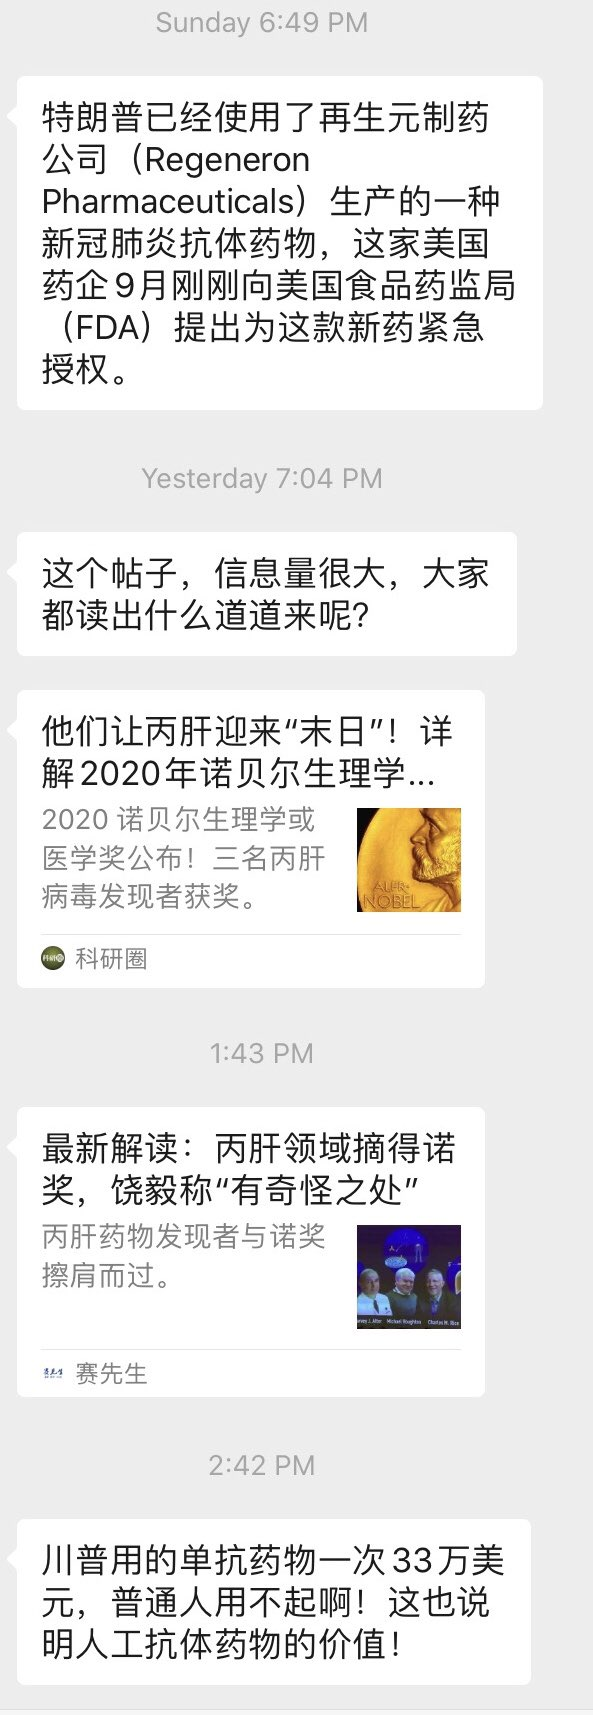 Sunday 6:49 PM
特朗普已经使用了再生元制药
公司（Regeneron
Pharmaceuticals）生产的一种
新冠肺炎抗体药物，这家美国
药企9月刚刚向美国食品药监局
（FDA）提出为这款新药紧急
授权。
Yesterday 7:04 PM
这个帖子，信息量很大，大家
都读出什么道道来呢？
他们让丙肝迎来“末日”！详
解2020年诺贝尔生理学...
2020 诺贝尔生理学或
医学奖公布！三名丙肝
病毒发现者获奖。
ALFR·
NOBEL
科研圈
科研圈
1:43 PM
最新解读：丙肝领域摘得诺
奖，饶毅称“有奇怪之处”
丙肝药物发现者与诺奖
擦肩而过。
rvey J. Alter Michael Houghton Charles M. Rice
赛先生
2:42 PM
川普用的单抗药物一次33万美
元，普通人用不起啊！这也说
明人工抗体药物的价值！